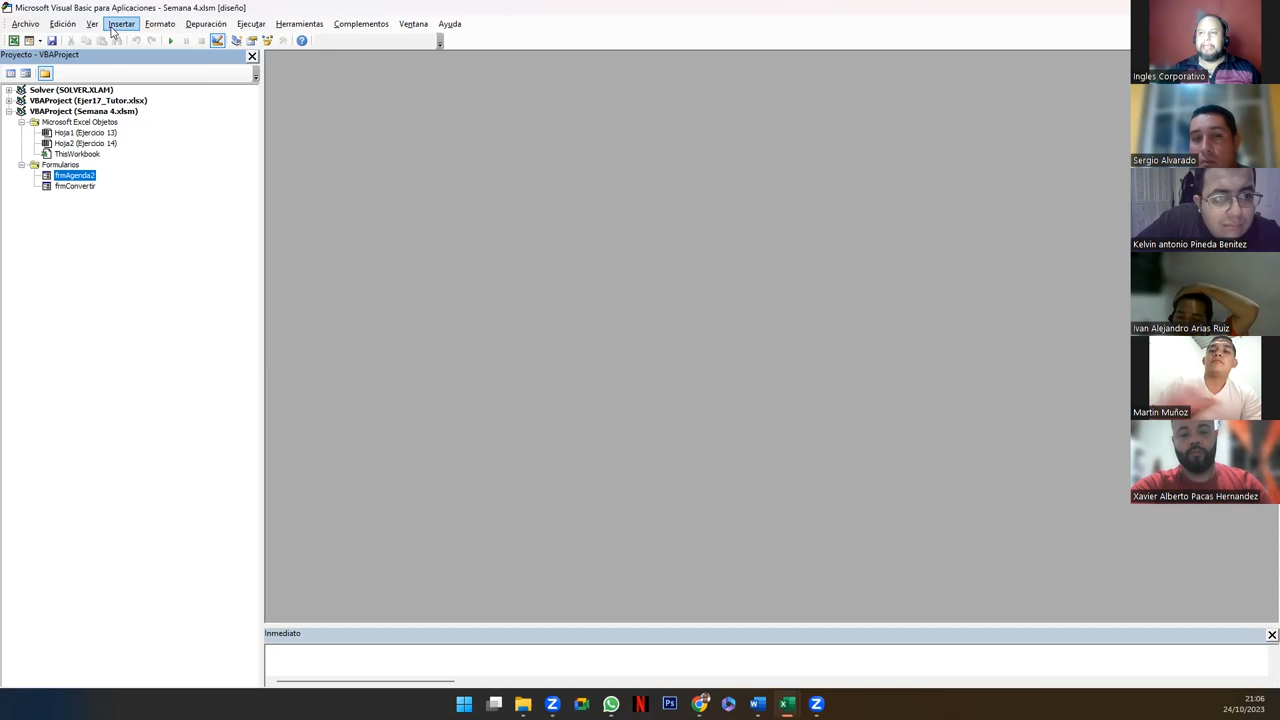 Microsoft Visual Basic para Aplicaciones - Semana 4.xlsm [diseño]
Archivo Edición Ver Insertar Formato Depuración Ejecutar Herramientas Complementos Ventana Ayuda
Proyecto - VBAProject
Solver (SOLVER.XLAM)
VBAProject (Ejer17_Tutor.xlsx)
VBAProject (Semana 4.xlsm)
Microsoft Excel Objetos
Hoja1 (Ejercicio 13)
Hoja2 (Ejercicio 14)
ThisWorkbook
Formularios
frmAgenda2
frmConvertir
Inmediato
Ingles Corporativo
Sergio Alvarado
Kelvin antonio Pineda Benitez
Ivan Alejandro Arias Ruiz
Martin Muñoz
Xavier Alberto Pacas Hernandez
N
Ps
21:06
24/10/2023